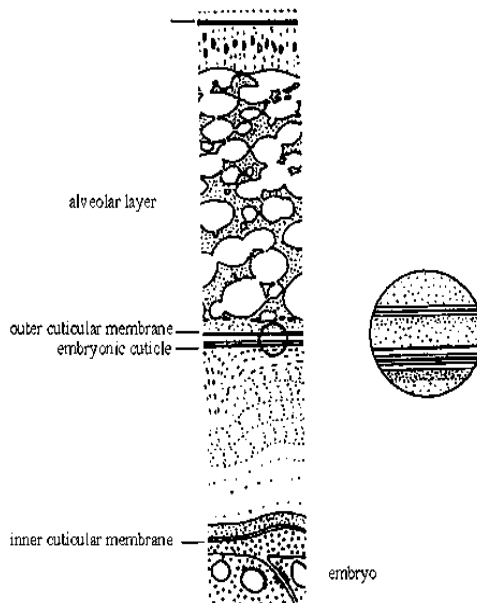 alveolar layer
outer cuticular membrane
embryonic cuticle
inner cuticular membrane
embryo